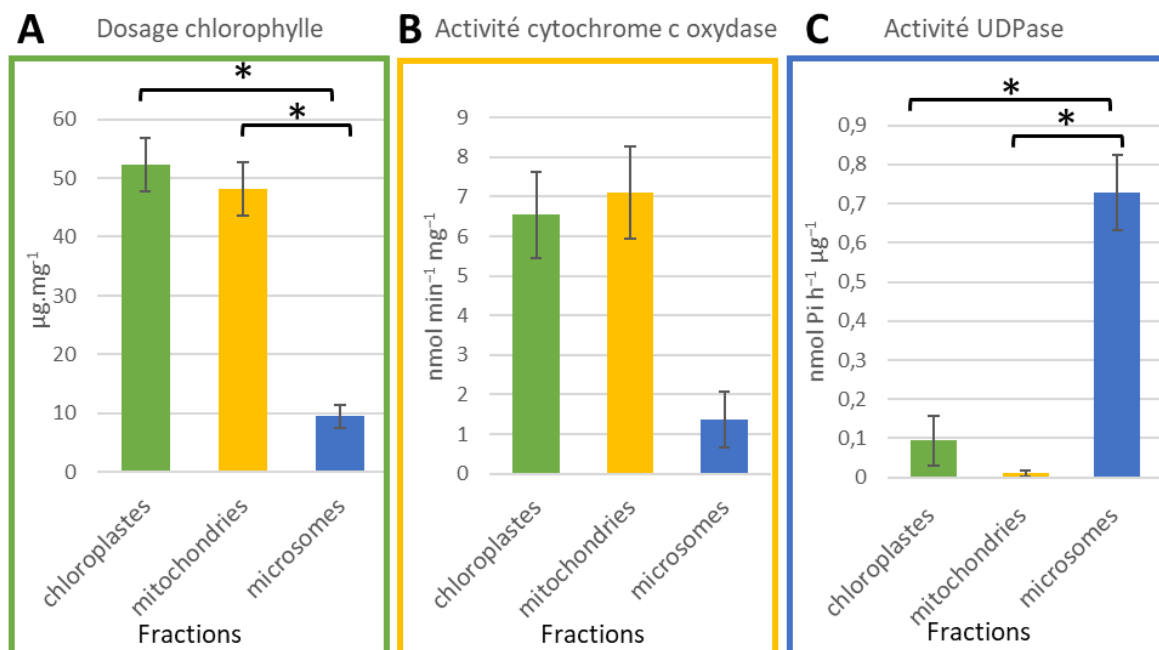 A Dosage chlorophylle
*
*
60
50
40
30
20
10
0
µg.mg⁻¹
chloroplastes
mitochondries
microsomes
Fractions
B Activité cytochrome c oxydase
9
8
7
6
5
4
3
2
1
0
nmol min⁻¹ mg⁻¹
chloroplastes
mitochondries
microsomes
Fractions
C Activité UDPase
*
*
0,9
0,8
0,7
0,6
0,5
0,4
0,3
0,2
0,1
0
nmol Pi h⁻¹ µg⁻¹
chloroplastes
mitochondries
microsomes
Fractions